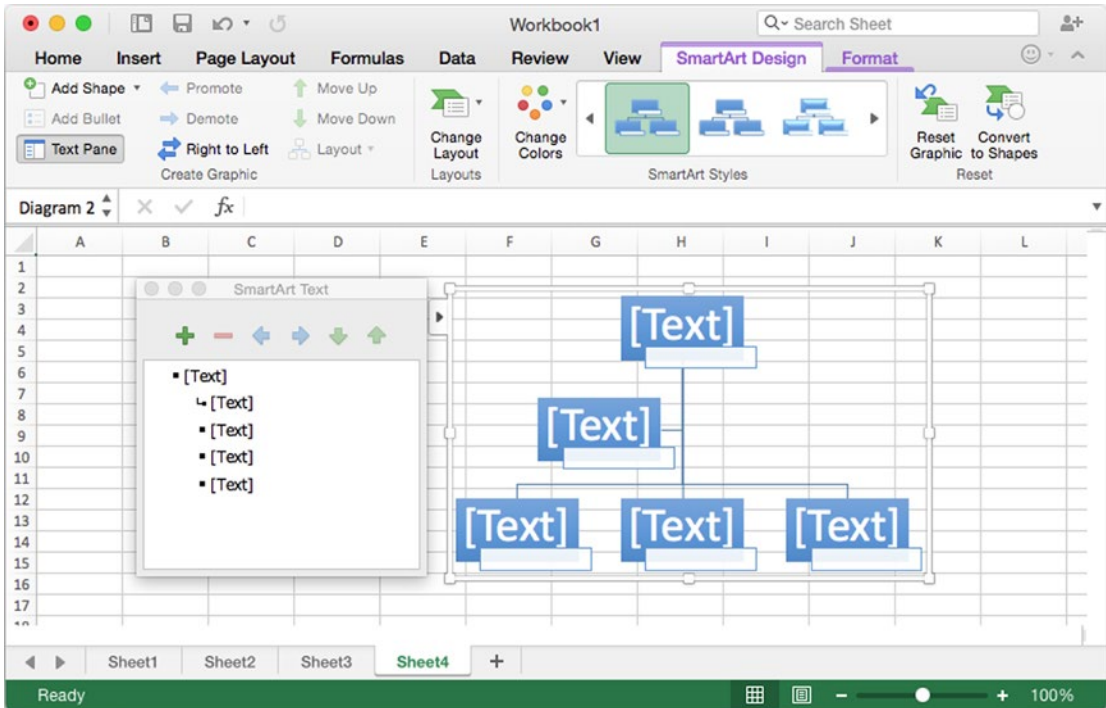 Workbook1
Search Sheet
Home Insert Page Layout Formulas Data Review View SmartArt Design Format
Add Shape Promote Move Up
Add Bullet Demote Move Down
Text Pane Right to Left Layout
Create Graphic
Change Layout
Layouts
Change Colors
SmartArt Styles
Reset Graphic
Convert to Shapes
Reset
Diagram 2 fx
A B C D E F G H I J K L
1
2
3
4
5
6
7
8
9
10
11
12
13
14
15
16
17
SmartArt Text
[Text]
[Text]
[Text]
[Text]
[Text]
[Text]
[Text]
[Text] [Text] [Text]
Sheet1 Sheet2 Sheet3 Sheet4 +
Ready 100%